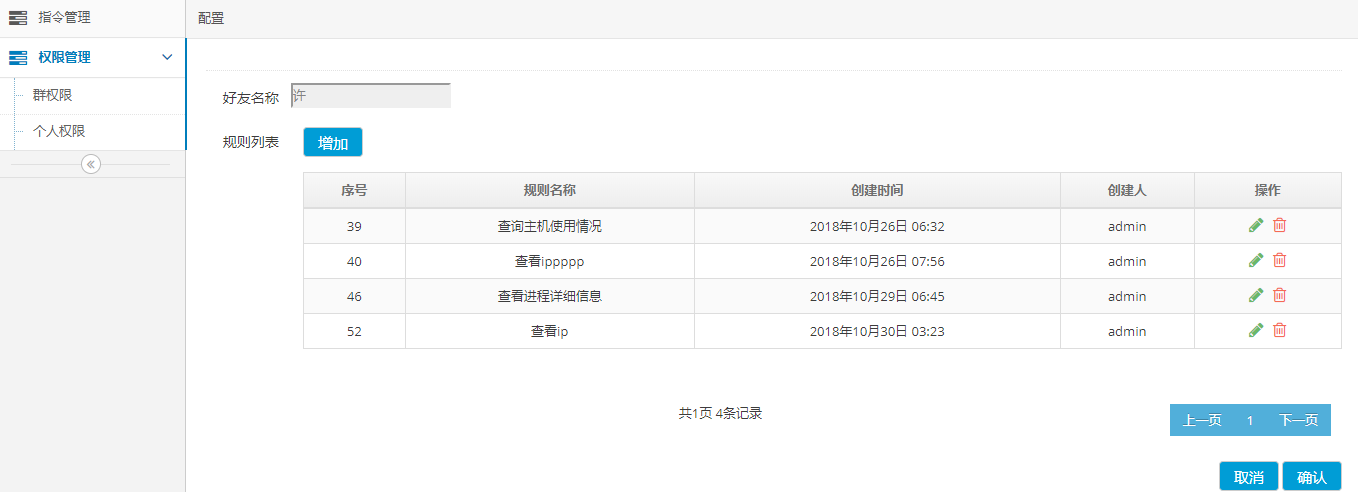 指令管理
配置
权限管理
群权限
个人权限
好友名称 许
规则列表 增加
序号 规则名称 创建时间 创建人 操作
39 查询主机使用情况 2018年10月26日 06:32 admin
40 查看ippppp 2018年10月26日 07:56 admin
46 查看进程详细信息 2018年10月29日 06:45 admin
52 查看ip 2018年10月30日 03:23 admin
共1页 4条记录
上一页 1 下一页
取消 确认